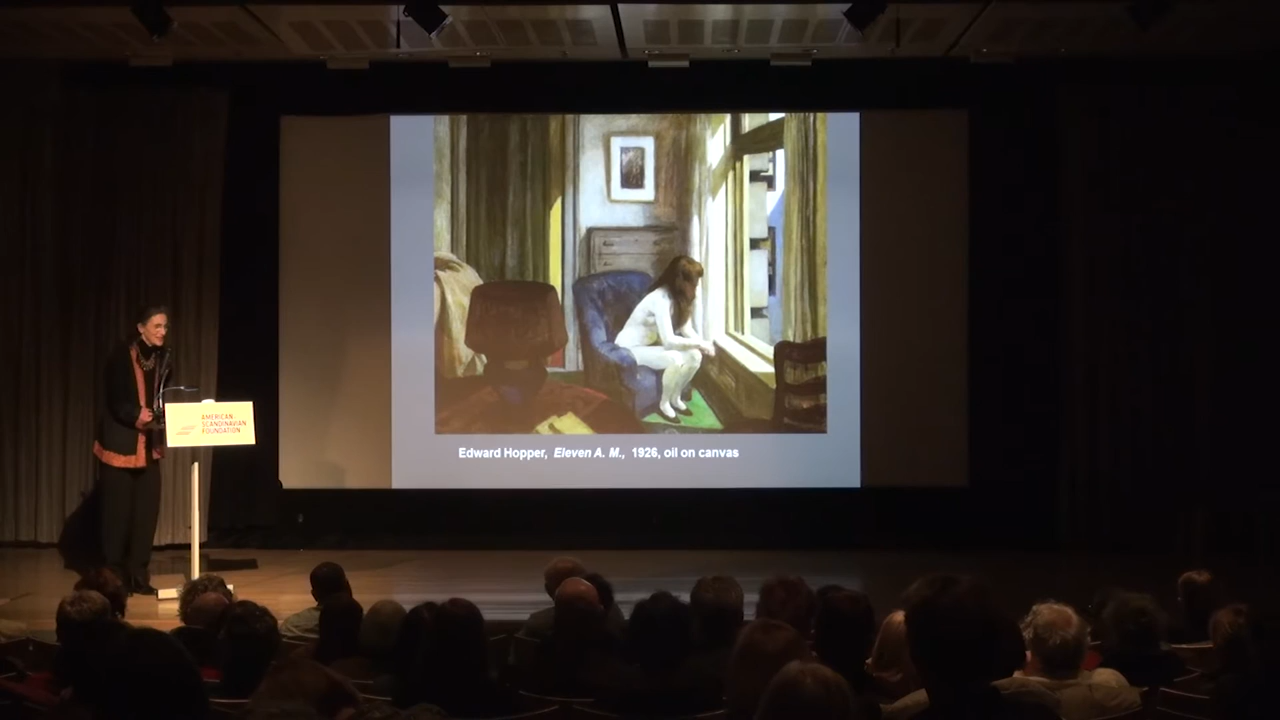 Edward Hopper, Eleven A. M., 1926, oil on canvas
AMERICAN
SCANDINAVIAN
FOUNDATION